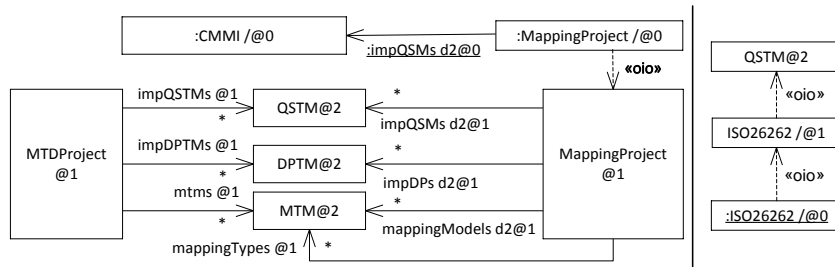 :CMMI /@0
:impQSMs d2@0
:MappingProject /@0
«oio»
MTDProject
@1
impQSTMs @1
*
QSTM@2
*
impQSMs d2@1
impDPTMs @1
*
DPTM@2
*
impDPs d2@1
mtms @1
*
MTM@2
*
mappingModels d2@1
mappingTypes @1
*
MappingProject
@1
QSTM@2
«oio»
ISO26262 /@1
«oio»
:ISO26262 /@0